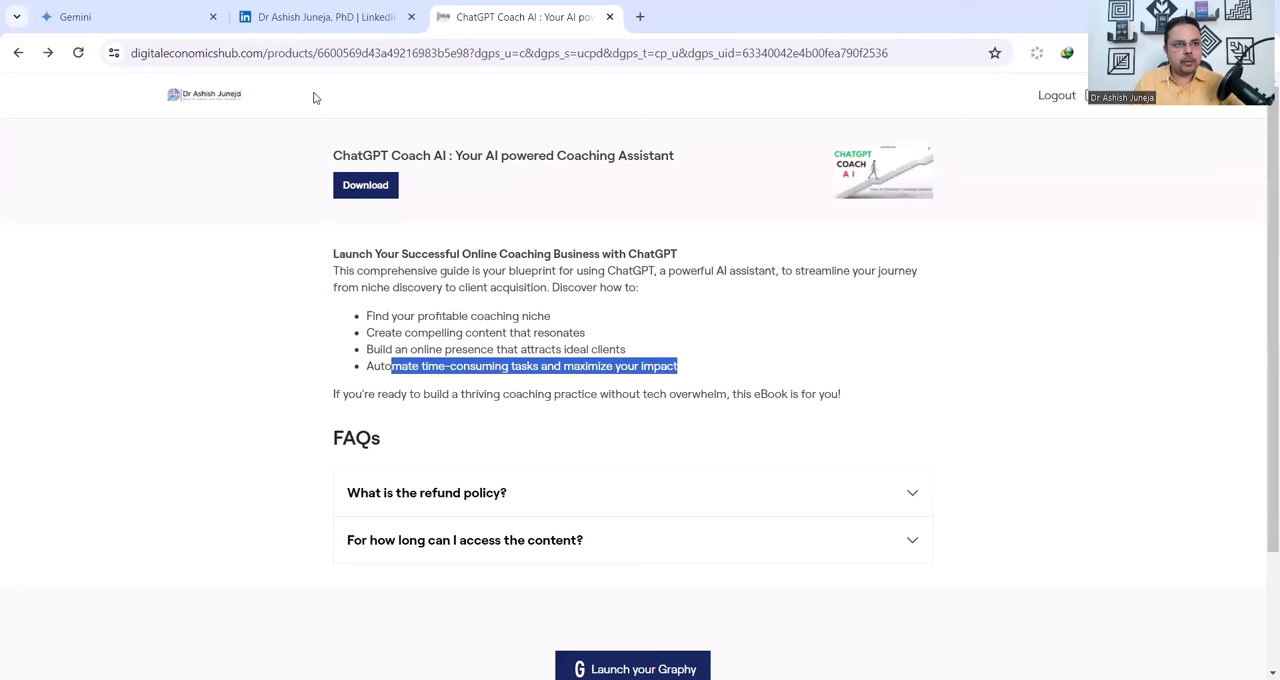 Gemini
Dr Ashish Juneja, PhD | LinkedI
ChatGPT Coach AI : Your AI po
digitaleconomicshub.com/products/6600569d43a492169a3b5e98?dgps_u=c&dgps_s=ucpd&dgps_t=cp_u&dgps_uid=63340042e4b00fea790f2536
Dr Ashish Juneja
Logout
Dr Ashish Juneja
ChatGPT Coach AI : Your AI powered Coaching Assistant
Download
CHATGPT
COACH
A I
Launch Your Successful Online Coaching Business with ChatGPT
This comprehensive guide is your blueprint for using ChatGPT, a powerful AI assistant, to streamline your journey
from niche discovery to client acquisition. Discover how to:
• Find your profitable coaching niche
• Create compelling content that resonates
• Build an online presence that attracts ideal clients
• Automate time-consuming tasks and maximize your impact
If you're ready to build a thriving coaching practice without tech overwhelm, this eBook is for you!
FAQs
What is the refund policy?
For how long can I access the content?
G Launch your Graphy